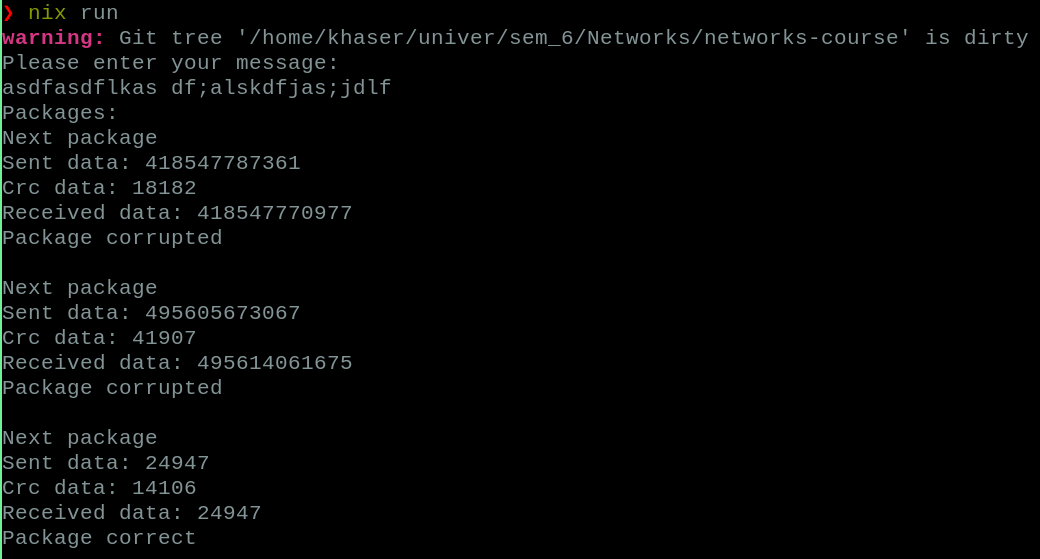 ❯ nix run
warning: Git tree '/home/khaser/univer/sem_6/Networks/networks-course' is dirty
Please enter your message:
asdfasdflkas df;alskdfjas;jdlf
Packages:
Next package
Sent data: 418547787361
Crc data: 18182
Received data: 418547770977
Package corrupted
Next package
Sent data: 495605673067
Crc data: 41907
Received data: 495614061675
Package corrupted
Next package
Sent data: 24947
Crc data: 14106
Received data: 24947
Package correct